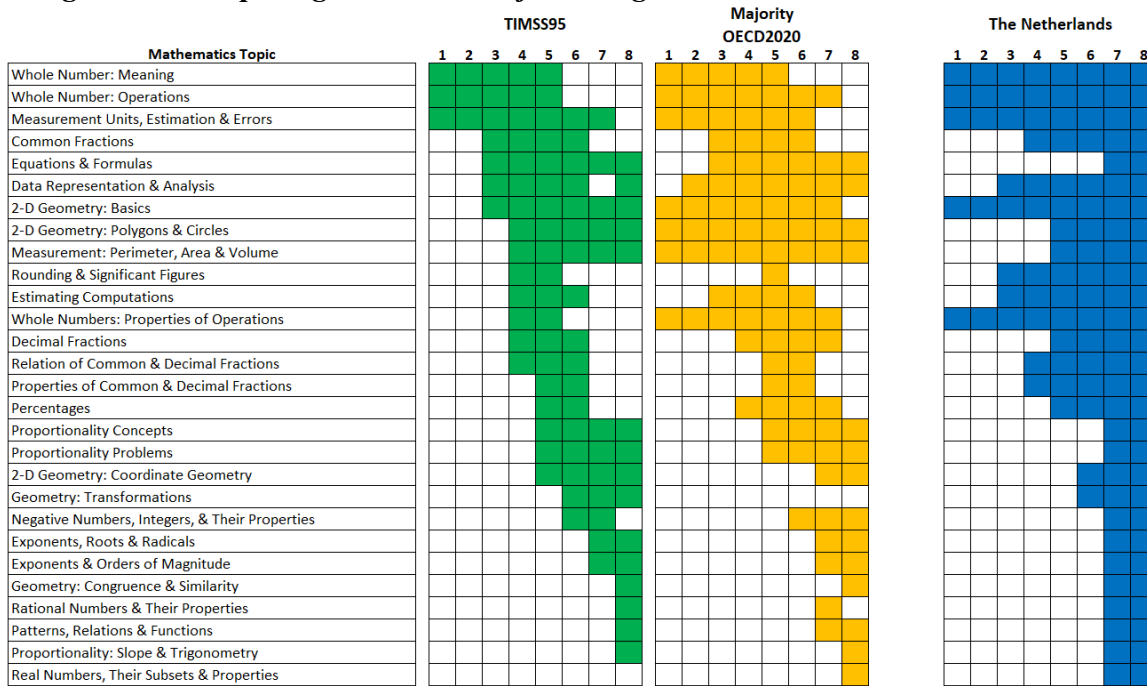 TIMSS95
Majority
OECD2020
The Netherlands
Mathematics Topic 1 2 3 4 5 6 7 8 1 2 3 4 5 6 7 8 1 2 3 4 5 6 7 8
Whole Number: Meaning
Whole Number: Operations
Measurement Units, Estimation & Errors
Common Fractions
Equations & Formulas
Data Representation & Analysis
2-D Geometry: Basics
2-D Geometry: Polygons & Circles
Measurement: Perimeter, Area & Volume
Rounding & Significant Figures
Estimating Computations
Whole Numbers: Properties of Operations
Decimal Fractions
Relation of Common & Decimal Fractions
Properties of Common & Decimal Fractions
Percentages
Proportionality Concepts
Proportionality Problems
2-D Geometry: Coordinate Geometry
Geometry: Transformations
Negative Numbers, Integers, & Their Properties
Exponents, Roots & Radicals
Exponents & Orders of Magnitude
Geometry: Congruence & Similarity
Rational Numbers & Their Properties
Patterns, Relations & Functions
Proportionality: Slope & Trigonometry
Real Numbers, Their Subsets & Properties